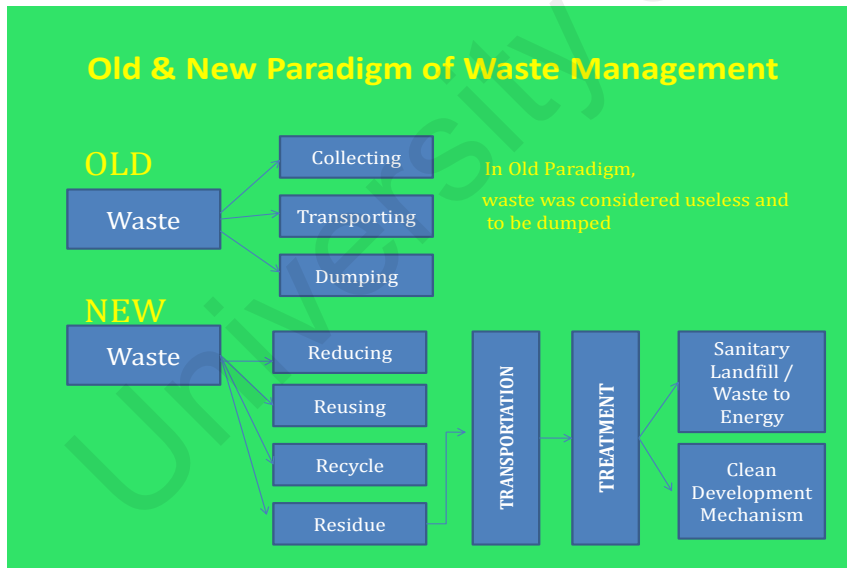 Old & New Paradigm of Waste Management
OLD
Waste
Collecting
Transporting
Dumping
In Old Paradigm,
waste was considered useless and
to be dumped
NEW
Waste
Reducing
Reusing
Recycle
Residue
TRANSPORTATION
TREATMENT
Sanitary
Landfill /
Waste to
Energy
Clean
Development
Mechanism
University